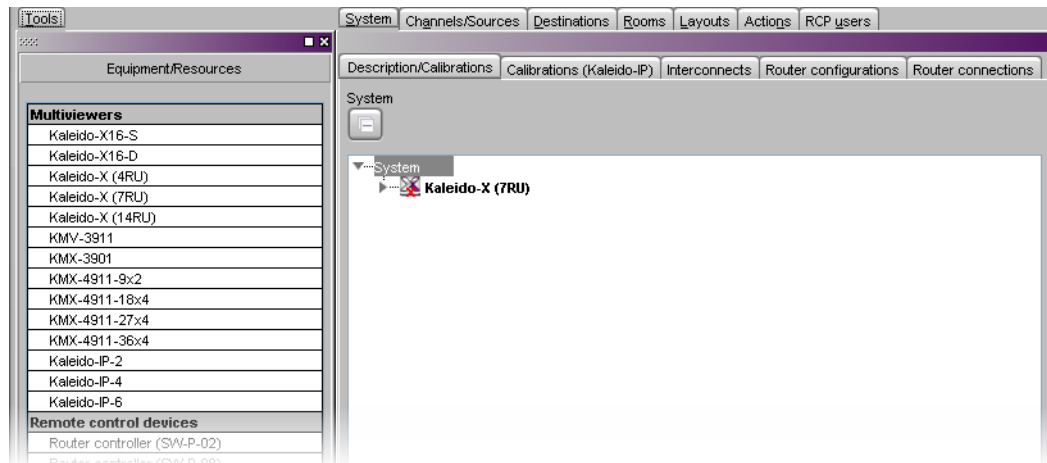 Tools
Equipment/Resources
Multiviewers
Kaleido-X16-S
Kaleido-X16-D
Kaleido-X (4RU)
Kaleido-X (7RU)
Kaleido-X (14RU)
KMV-3911
KMX-3901
KMX-4911-9x2
KMX-4911-18x4
KMX-4911-27x4
KMX-4911-36x4
Kaleido-IP-2
Kaleido-IP-4
Kaleido-IP-6
Remote control devices
Router controller (SW-P-02)
System Channels/Sources Destinations Rooms Layouts Actions RCP users
Description/Calibrations Calibrations (Kaleido-IP) Interconnects Router configurations Router connections
System
System
Kaleido-X (7RU)